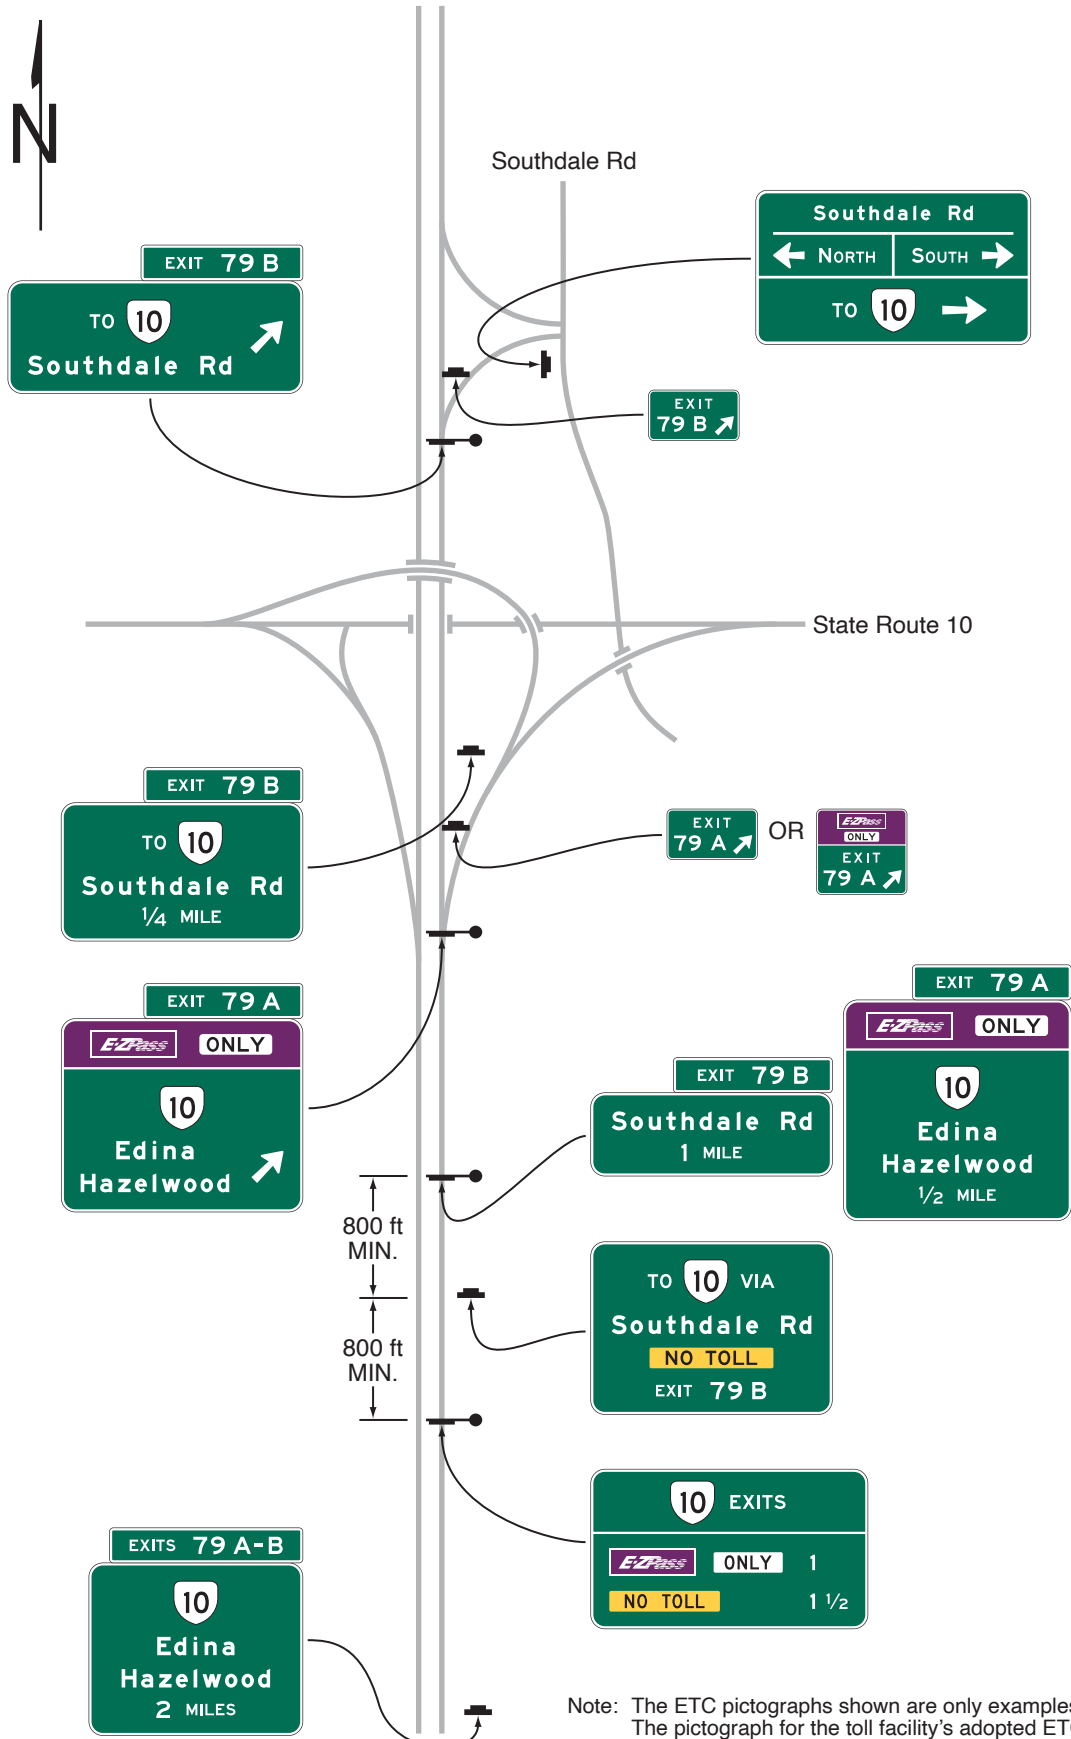 N
Southdale Rd
Southdale Rd
NORTH SOUTH
TO 10
EXIT 79 B
TO 10
Southdale Rd
EXIT
79 B
State Route 10
EXIT 79 B
TO 10
Southdale Rd
1/4 MILE
EXIT
79 A
OR
E-ZPass
ONLY
EXIT
79 A
EXIT 79 A
E-ZPass ONLY
10
Edina
Hazelwood
EXIT 79 A
E-ZPass ONLY
10
Edina
Hazelwood
1/2 MILE
EXIT 79 B
Southdale Rd
1 MILE
800 ft
MIN.
800 ft
MIN.
TO 10 VIA
Southdale Rd
NO TOLL
EXIT 79 B
10 EXITS
E-ZPass ONLY 1
NO TOLL 1 1/2
EXITS 79 A-B
10
Edina
Hazelwood
2 MILES
Note: The ETC pictographs shown are only examples
The pictograph for the toll facility's adopted ETC